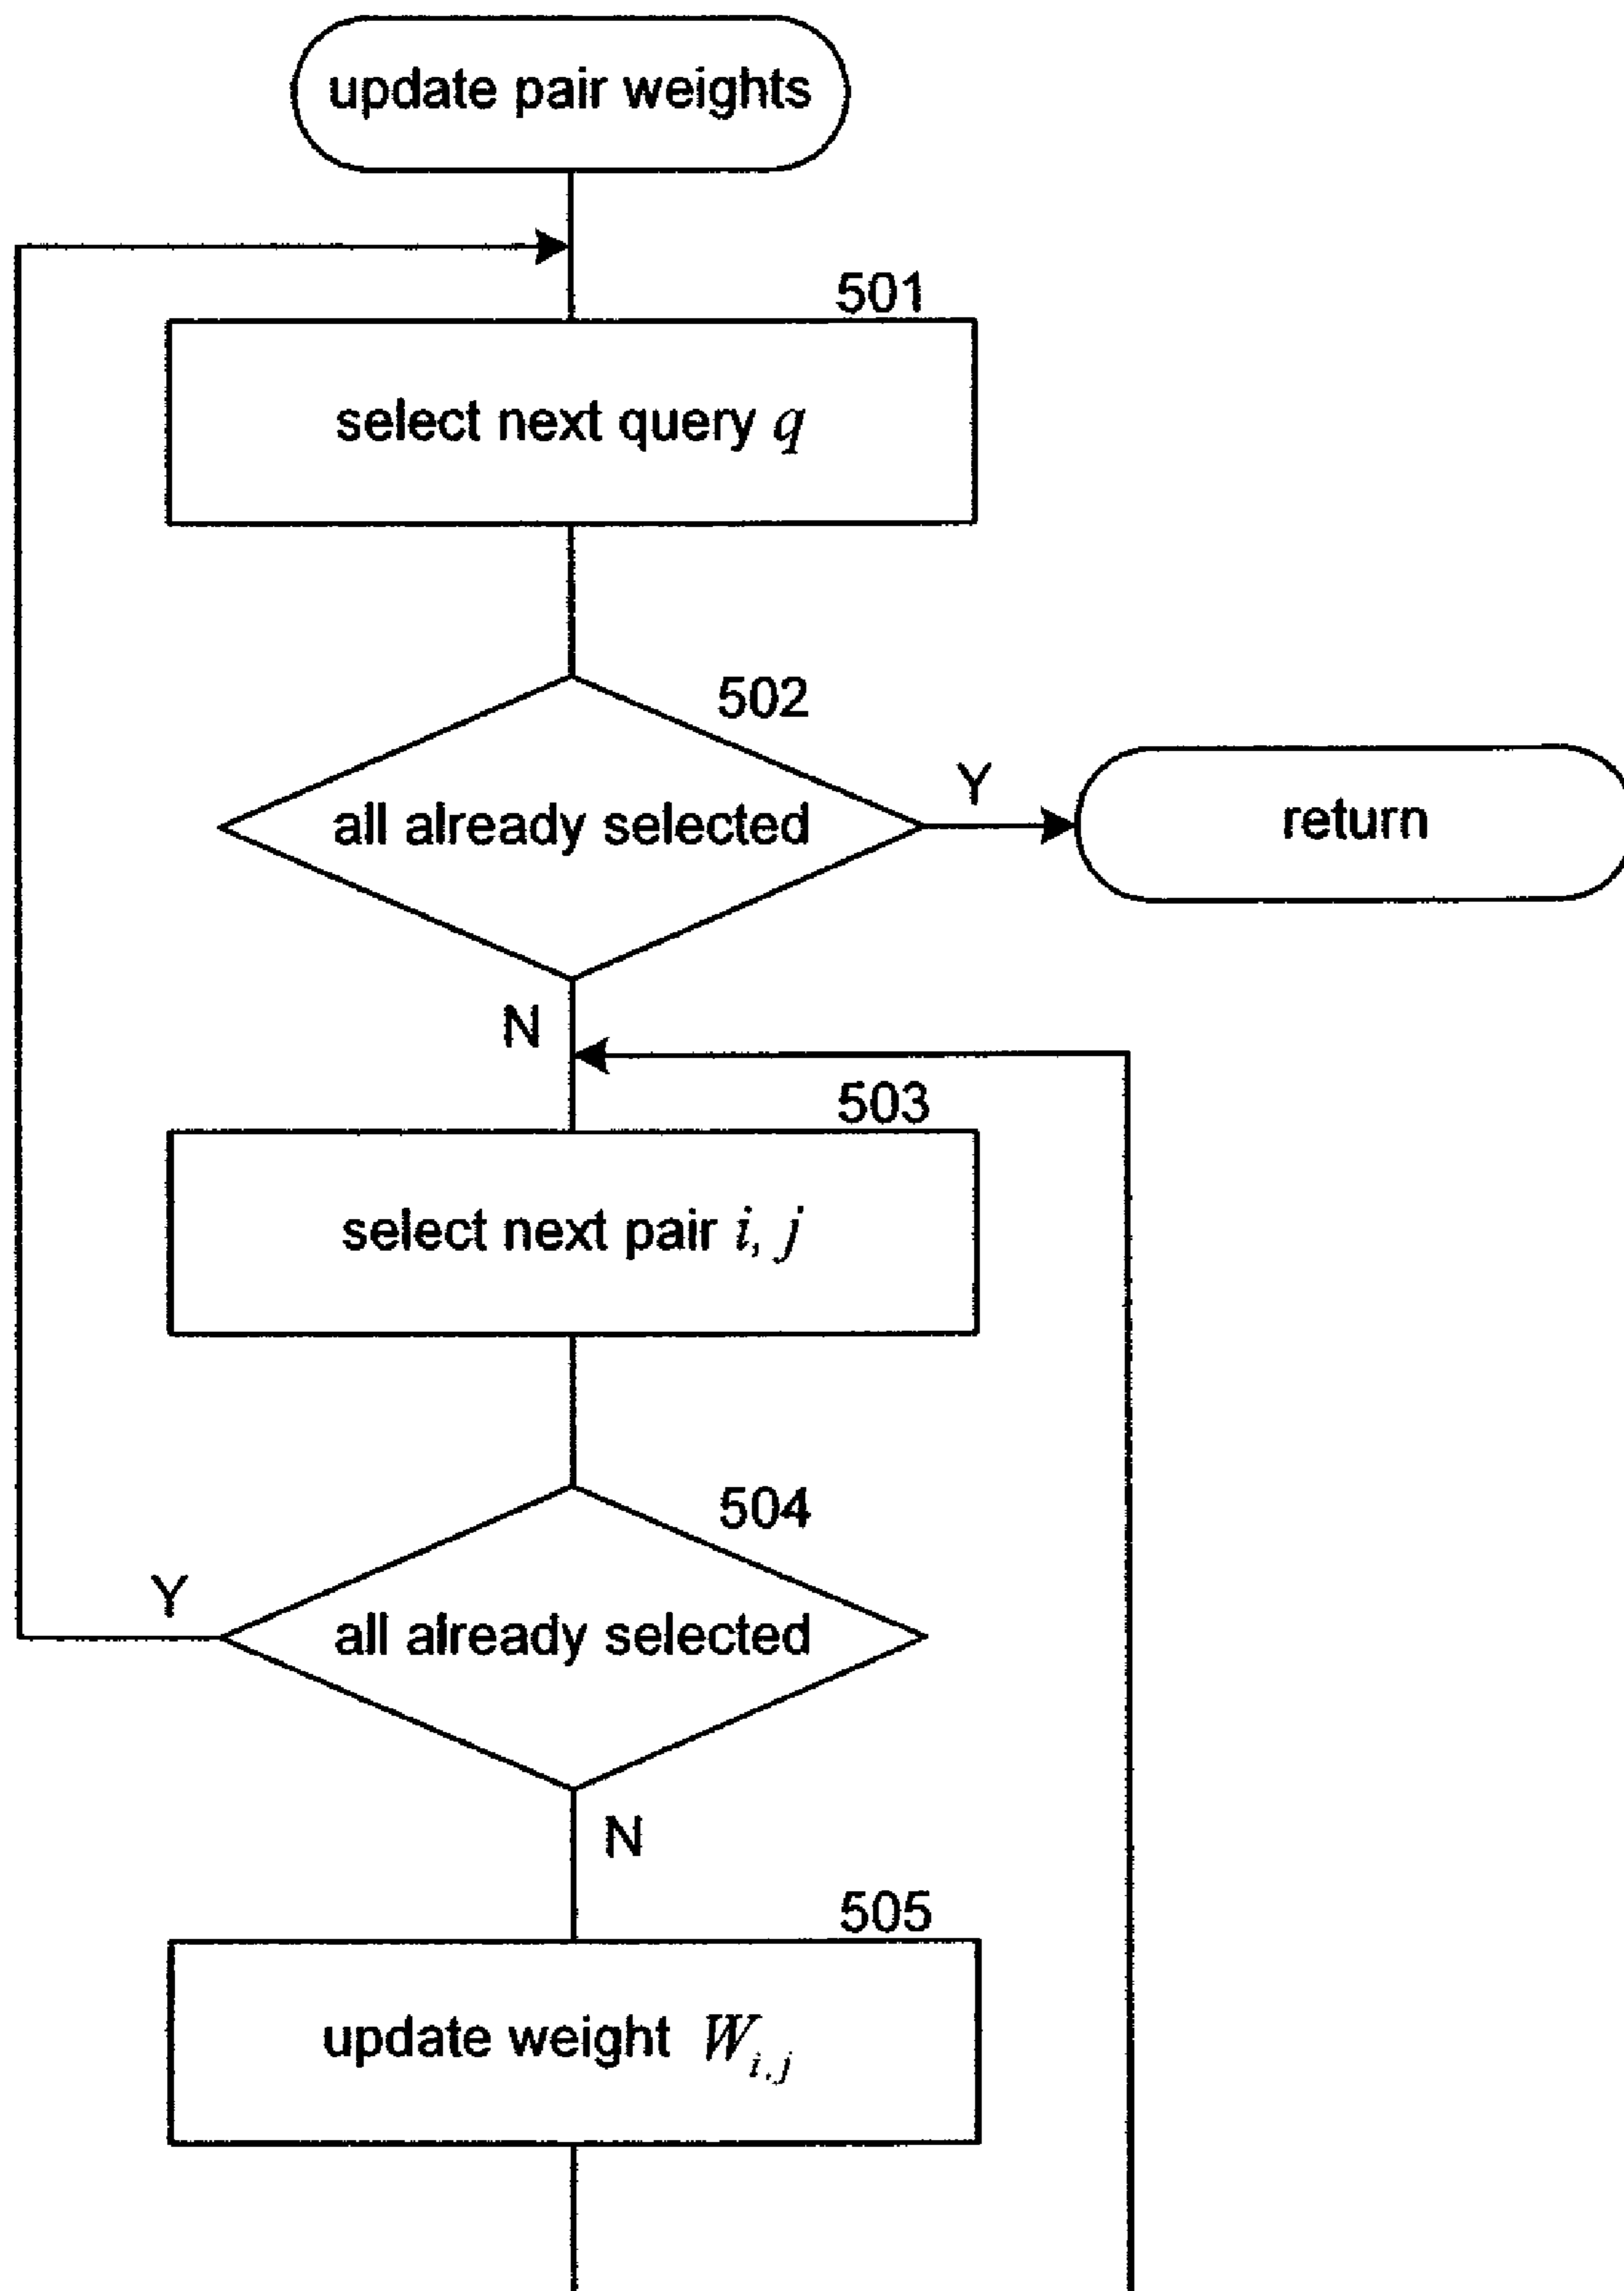 update pair weights
501
select next query q
502
all already selected
Y
return
N
503
select next pair i, j
504
Y
all already selected
N
505
update weight W_{i,j}